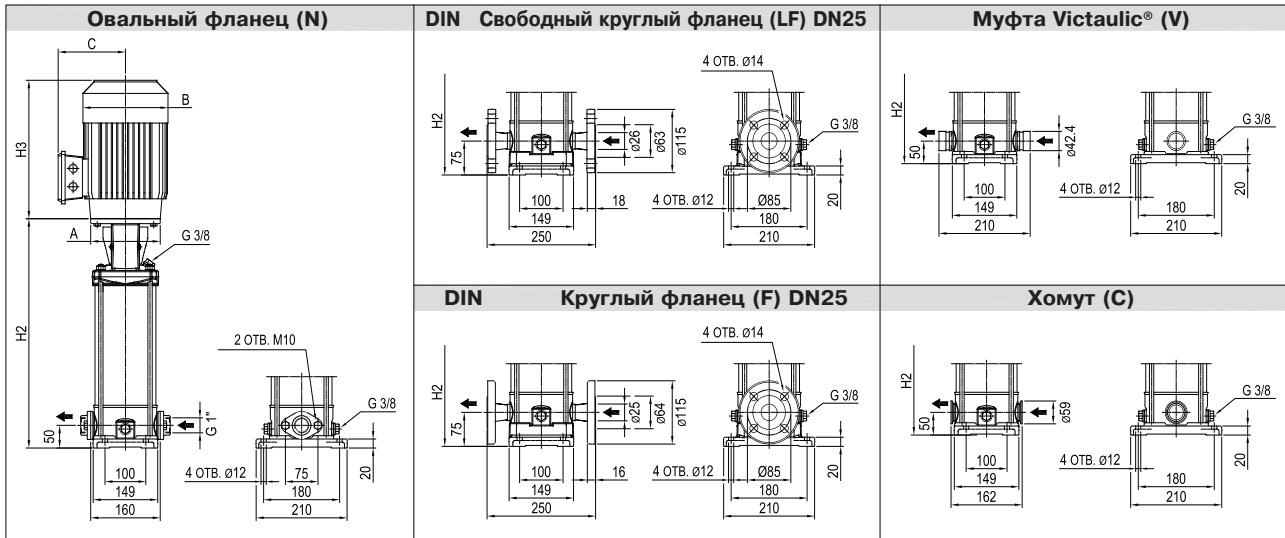 Овальный фланец (N)
C
B
H3
A
G 3/8
H2
2 ОТВ. М10
50
G 1"
G 3/8
100
149
160
4 ОТВ. Ø12
75
180
210
20
DIN Свободный круглый фланец (LF) DN25
4 ОТВ. Ø14
H2
75
Ø26
Ø63
Ø115
G 3/8
100
18
149
250
4 ОТВ. Ø12
Ø85
180
210
20
Муфта Victaulic® (V)
H2
50
Ø42.4
G 3/8
100
149
210
4 ОТВ. Ø12
180
210
20
DIN Круглый фланец (F) DN25
4 ОТВ. Ø14
H2
75
Ø25
Ø64
Ø115
G 3/8
100
16
149
250
4 ОТВ. Ø12
Ø85
180
210
20
Хомут (C)
H2
50
Ø59
G 3/8
100
149
162
4 ОТВ. Ø12
180
210
20